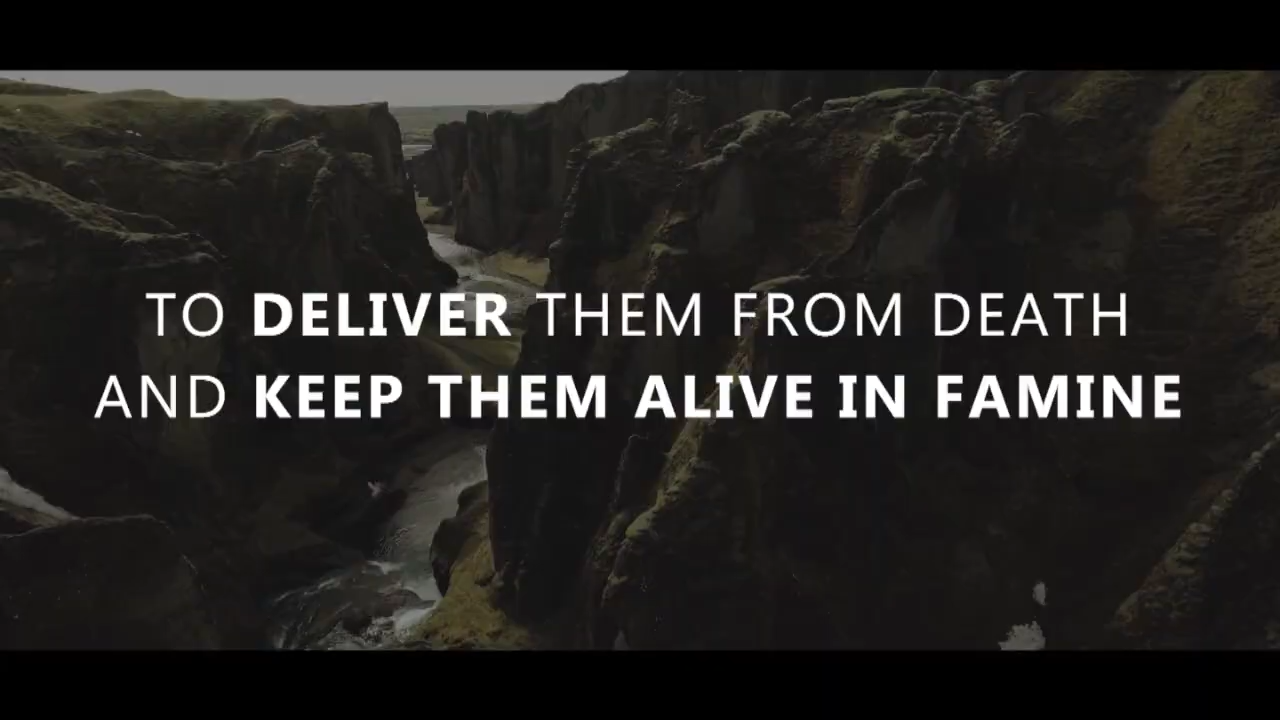 TO DELIVER THEM FROM DEATH
AND KEEP THEM ALIVE IN FAMINE